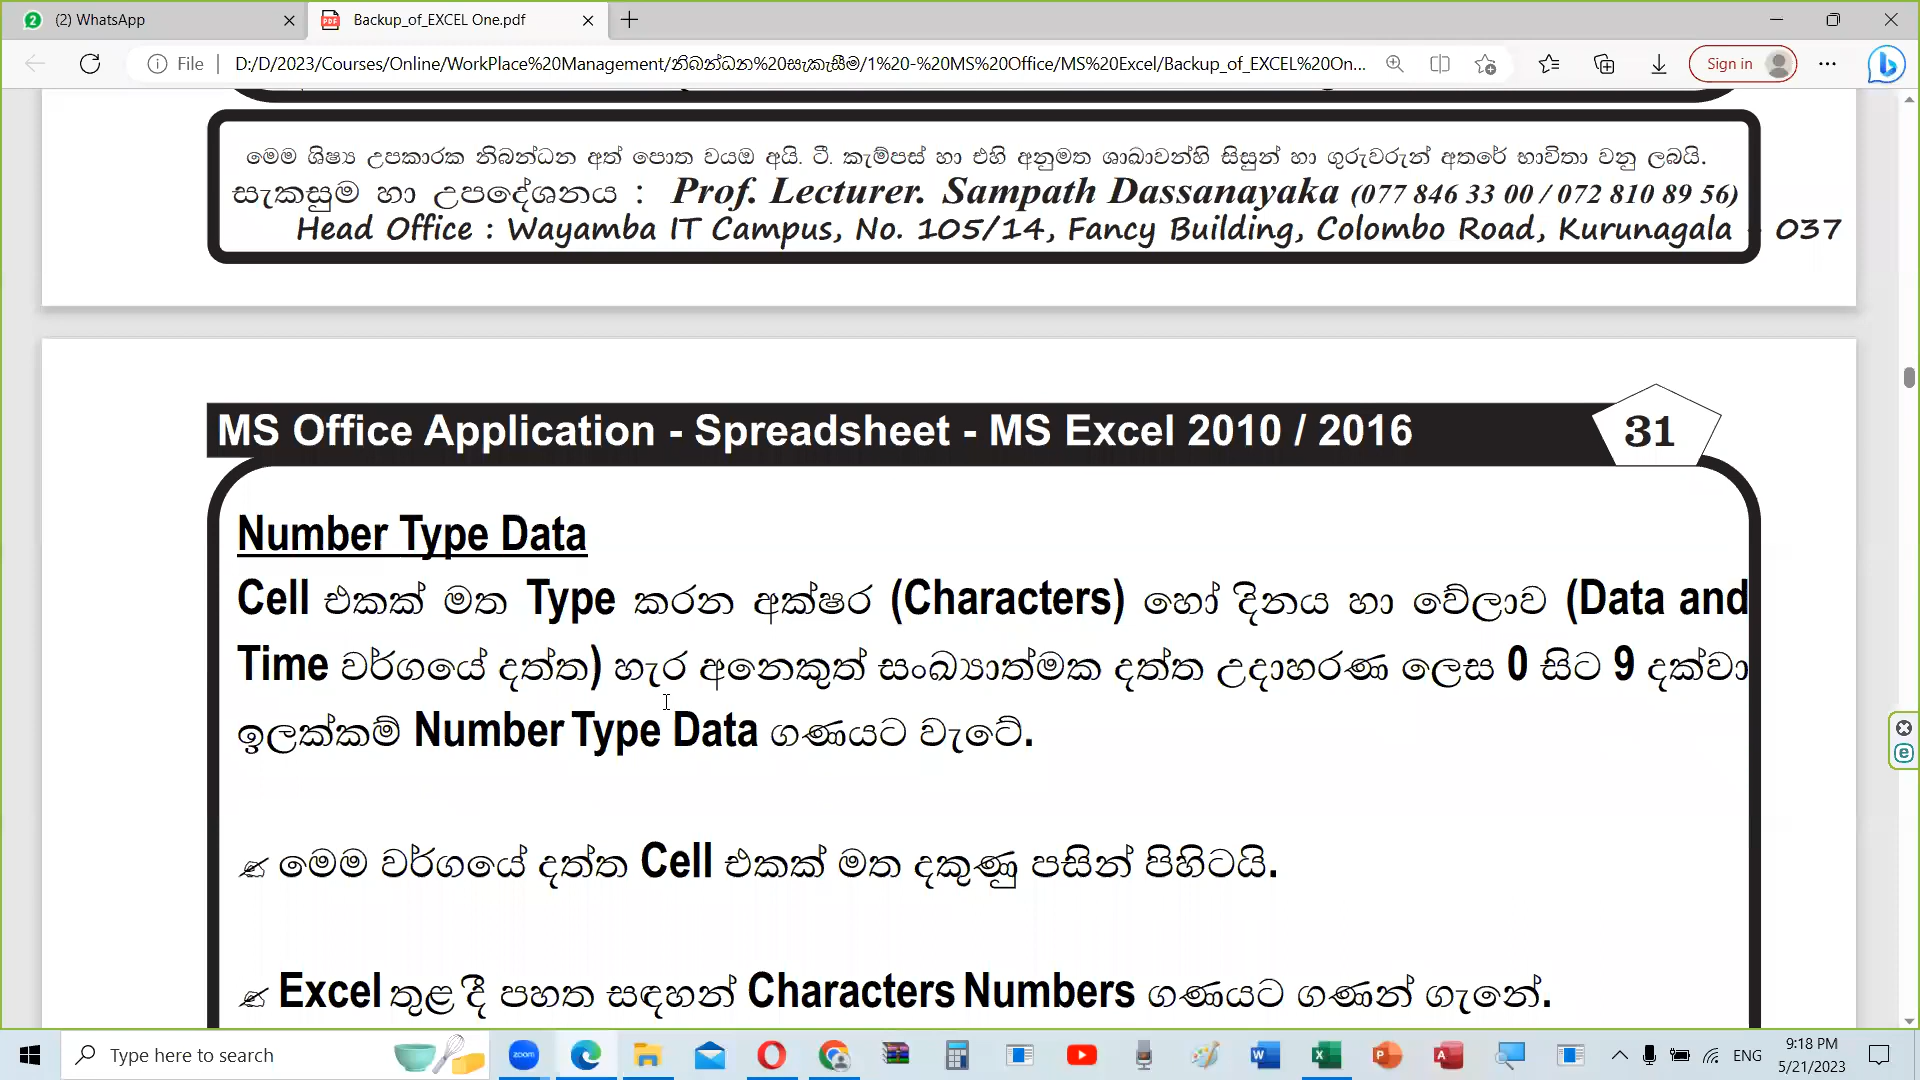 (2) WhatsApp
Backup_of_EXCEL One.pdf
File
D:/D/2023/Courses/Online/WorkPlace%20Management/නිබන්ධන%20සැකැසීම/1%20-%20MS%20Office/MS%20Excel/Backup_of_EXCEL%20On...
Sign in
මෙම ශිෂ්‍ය උපකාරක නිබන්ධන අත් පොත වයඔ අයි. ටී. කැම්පස් හා එහි අනුමත ශාඛාවන්හි සිසුන් හා ගුරුවරුන් අතරේ භාවිතා වනු ලබයි.
සැකසුම හා උපදේශනය : Prof. Lecturer. Sampath Dassanayaka (077 846 33 00 / 072 810 89 56)
Head Office : Wayamba IT Campus, No. 105/14, Fancy Building, Colombo Road, Kurunagala - 037
MS Office Application - Spreadsheet - MS Excel 2010 / 2016
31
Number Type Data
Cell එකක් මත Type කරන අක්ෂර (Characters) හෝ දිනය හා වේලාව (Data and
Time වර්ගයේ දත්ත) හැර අනෙකුත් සංඛ්‍යාත්මක දත්ත උදාහරණ ලෙස 0 සිට 9 දක්වා
ඉලක්කම් Number Type Data ගණයට වැටේ.
මෙම වර්ගයේ දත්ත Cell එකක් මත දකුණු පසින් පිහිටයි.
Excel තුළ දී පහත සඳහන් Characters Numbers ගණයට ගණන් ගැනේ.
Type here to search
zoom
ENG
9:18 PM
5/21/2023